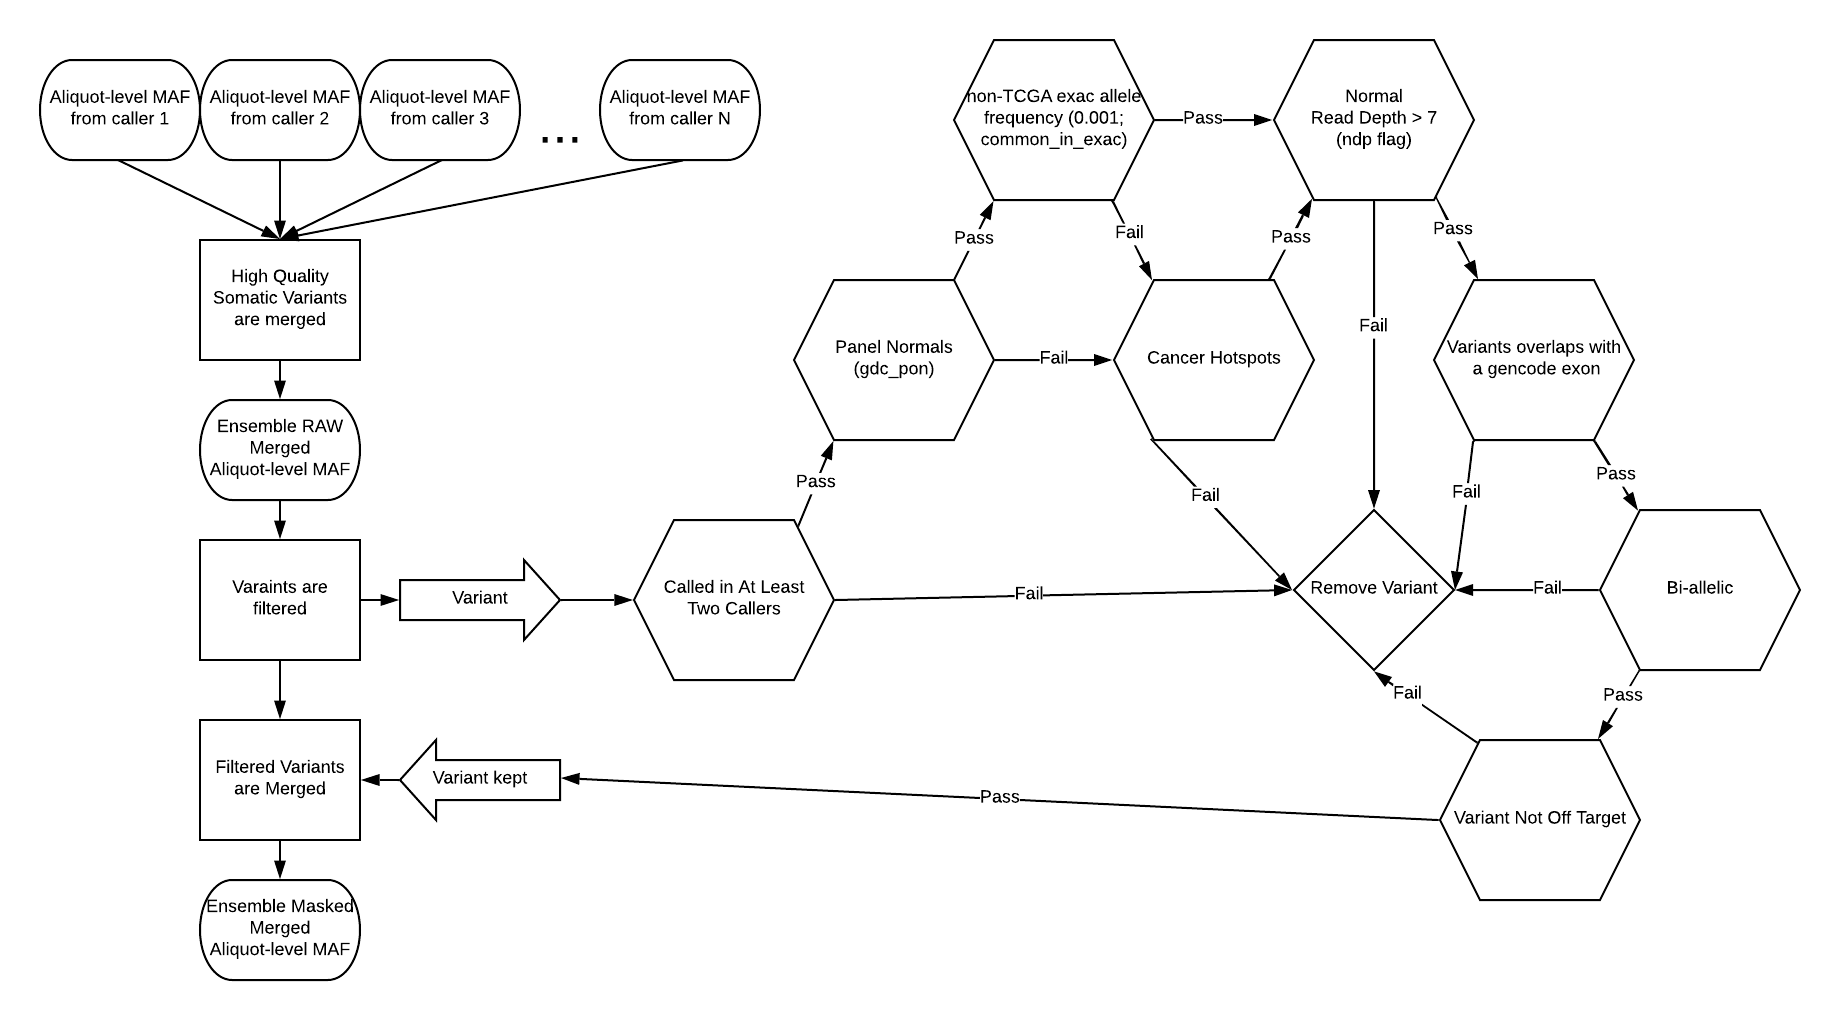 Aliquot-level MAF
from caller 1
Aliquot-level MAF
from caller 2
Aliquot-level MAF
from caller 3
...
Aliquot-level MAF
from caller N
High Quality
Somatic Variants
are merged
Ensemble RAW
Merged
Aliquot-level MAF
Varaints are
filtered
Variant
Called in At Least
Two Callers
Pass
Fail
Panel Normals
(gdc_pon)
Pass
Fail
non-TCGA exac allele
frequency (0.001;
common_in_exac)
Pass
Fail
Cancer Hotspots
Pass
Fail
Normal
Read Depth > 7
(ndp flag)
Pass
Fail
Variants overlaps with
a gencode exon
Pass
Fail
Bi-allelic
Fail
Pass
Remove Variant
Variant Not Off Target
Fail
Pass
Variant kept
Filtered Variants
are Merged
Ensemble Masked
Merged
Aliquot-level MAF